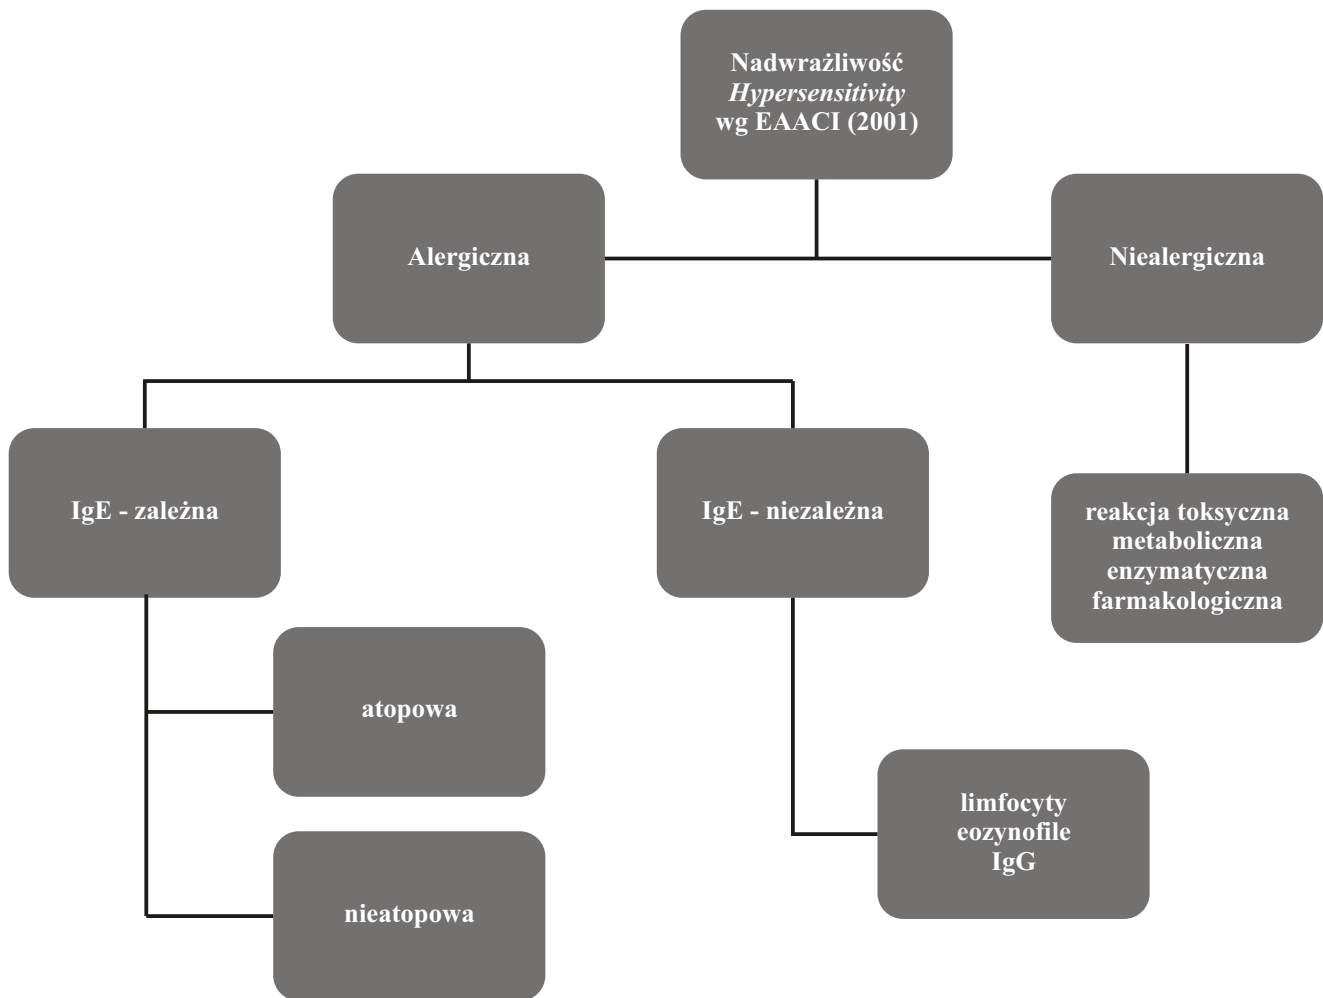 Nadwrażliwość
Hypersensitivity
wg EAACI (2001)
Alergiczna
Niealergiczna
IgE - zależna
IgE - niezależna
reakcja toksyczna
metaboliczna
enzymatyczna
farmakologiczna
atopowa
limfocyty
eozynofile
IgG
nieatopowa